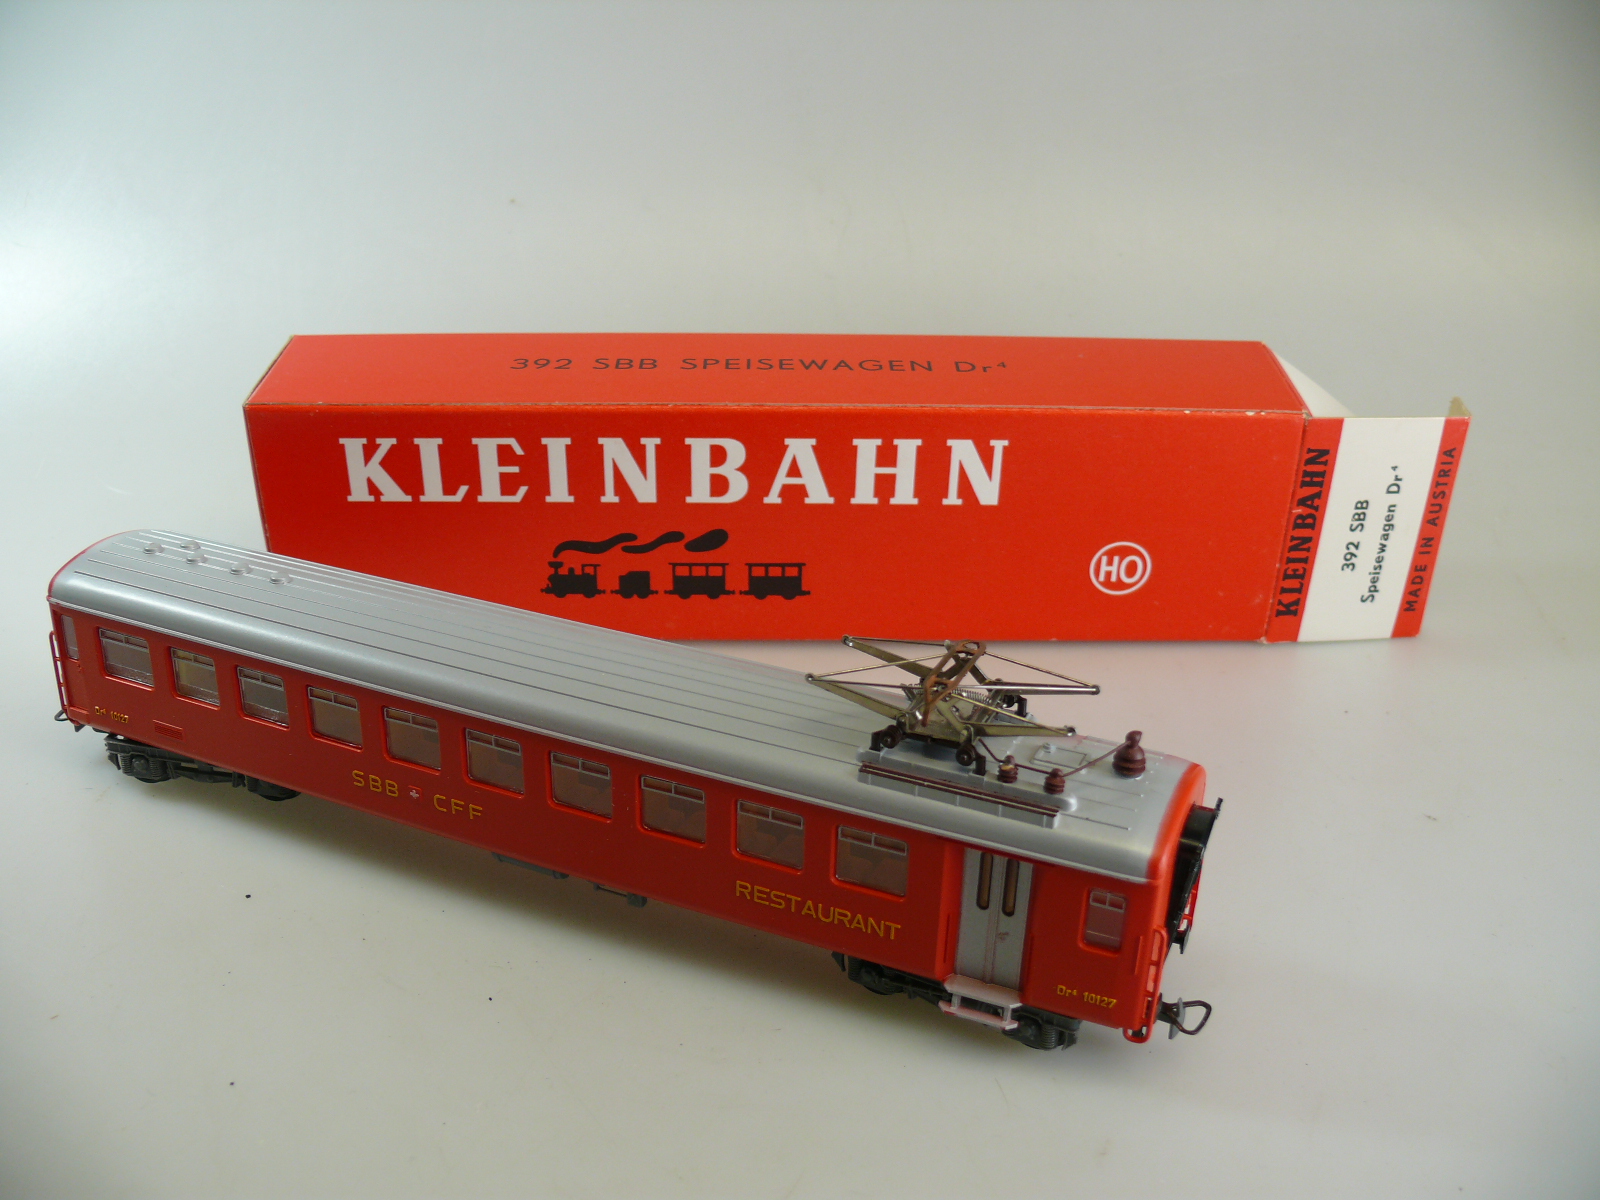 392 SBB SPEISEWAGEN Dr⁴
KLEINBAHN
HO
KLEINBAHN
392 SBB
Speisewagen Dr⁴
MADE IN AUSTRIA
Dr⁴ 10127
SBB CFF
RESTAURANT
Dr⁴ 10127